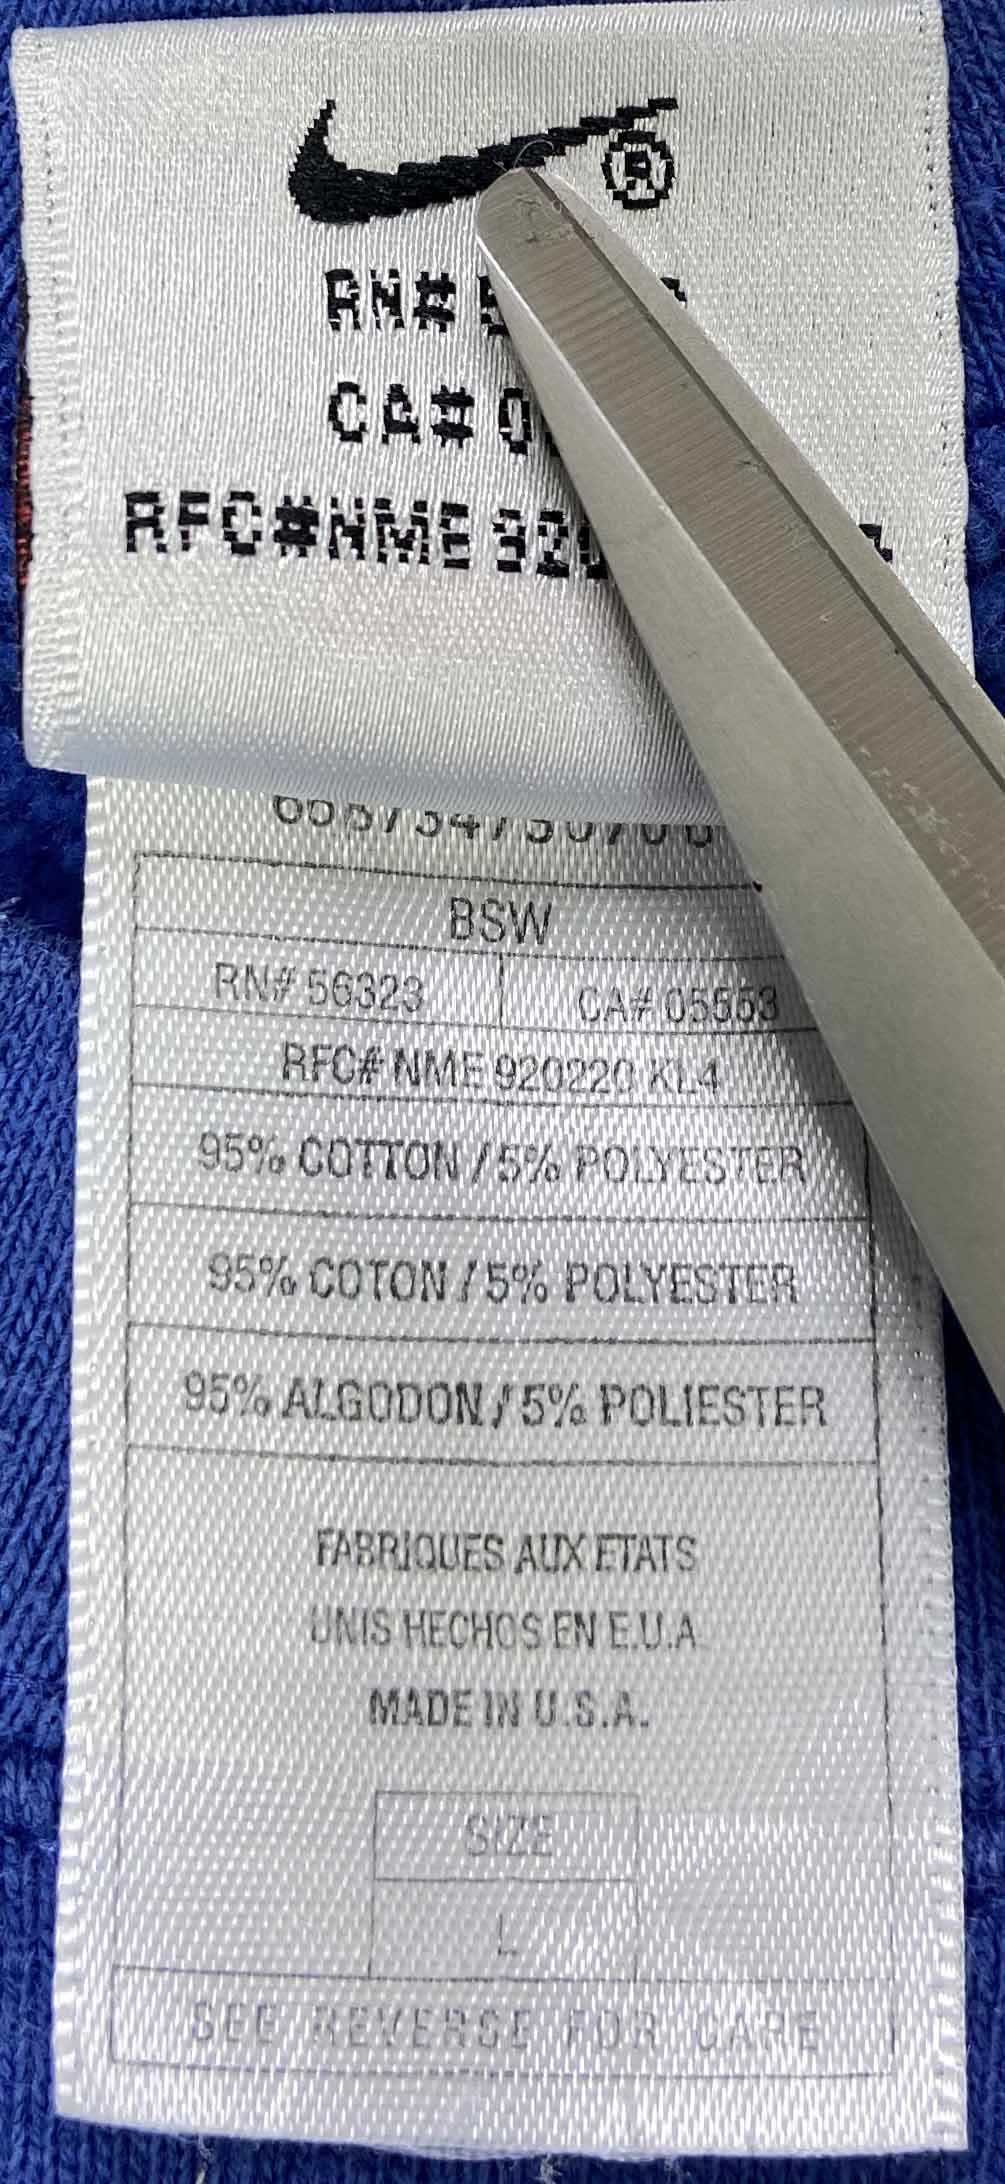 ®
RN#
CA#
RFC#NME
BSW
RN# 56323 CA# 05553
RFC# NME 920220 KL4
95% COTTON / 5% POLYESTER
95% COTON / 5% POLYESTER
95% ALGODON / 5% POLIESTER
FABRIQUES AUX ETATS
UNIS HECHOS EN E.U.A.
MADE IN U.S.A.
SIZE
L
SEE REVERSE FOR CARE